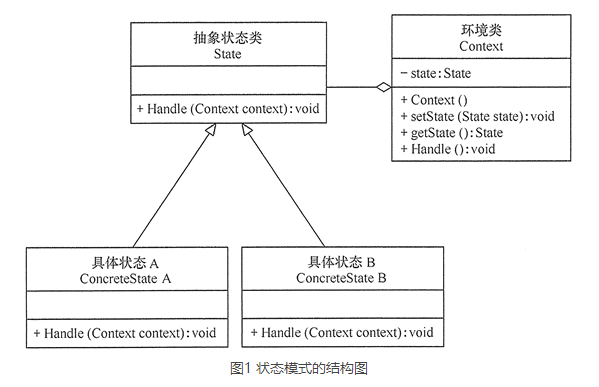 抽象状态类
State
+ Handle (Context context) : void
环境类
Context
− state : State
+ Context ()
+ setState (State state) : void
+ getState () : State
+ Handle () : void
具体状态 A
ConcreteState A
+ Handle (Context context) : void
具体状态 B
ConcreteState B
+ Handle (Context context) : void
图1 状态模式的结构图